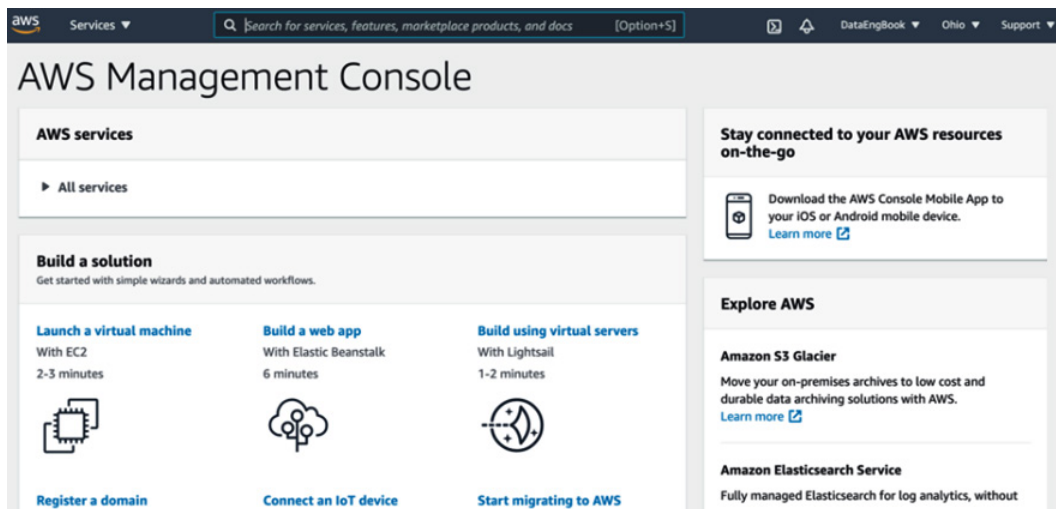 aws Services ▼ Search for services, features, marketplace products, and docs [Option+S] DataEngBook ▼ Ohio ▼ Support ▼
AWS Management Console
AWS services
All services
Build a solution
Get started with simple wizards and automated workflows.
Launch a virtual machine
With EC2
2-3 minutes
Build a web app
With Elastic Beanstalk
6 minutes
Build using virtual servers
With Lightsail
1-2 minutes
Register a domain
Connect an IoT device
Start migrating to AWS
Stay connected to your AWS resources
on-the-go
Download the AWS Console Mobile App to
your iOS or Android mobile device.
Learn more
Explore AWS
Amazon S3 Glacier
Move your on-premises archives to low cost and
durable data archiving solutions with AWS.
Learn more
Amazon Elasticsearch Service
Fully managed Elasticsearch for log analytics, without